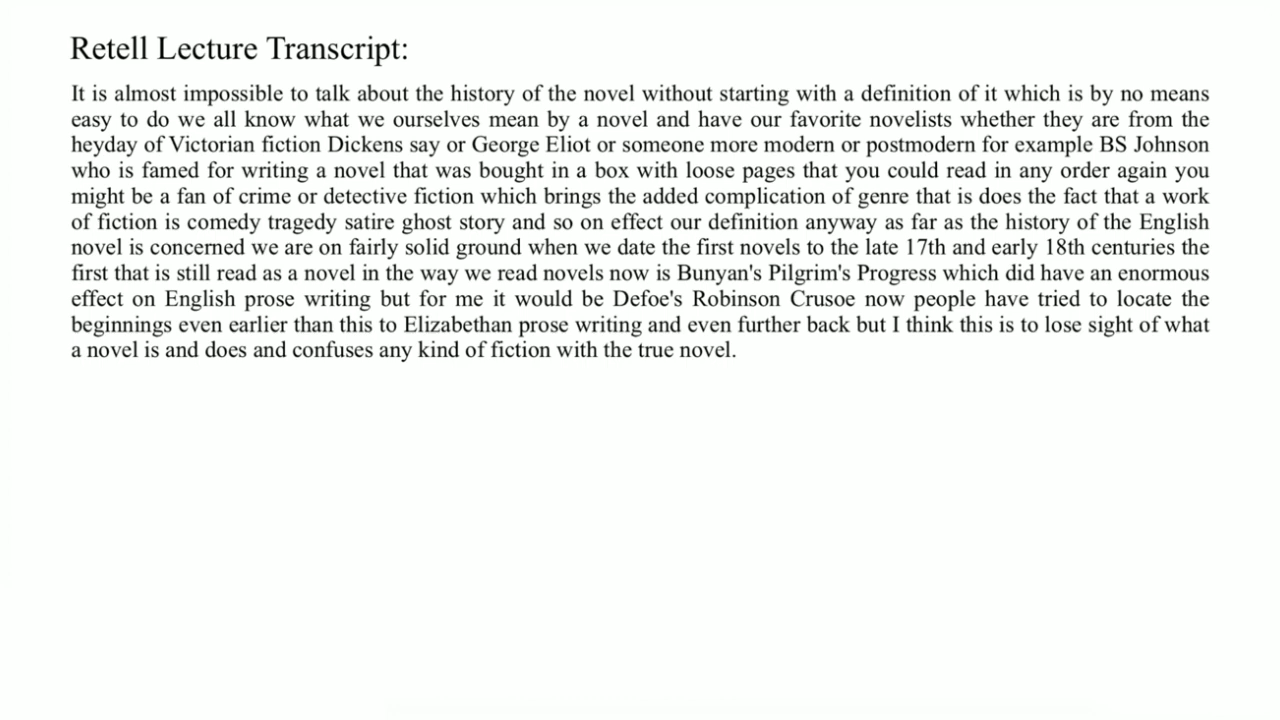 Retell Lecture Transcript:
It is almost impossible to talk about the history of the novel without starting with a definition of it which is by no means
easy to do we all know what we ourselves mean by a novel and have our favorite novelists whether they are from the
heyday of Victorian fiction Dickens say or George Eliot or someone more modern or postmodern for example BS Johnson
who is famed for writing a novel that was bought in a box with loose pages that you could read in any order again you
might be a fan of crime or detective fiction which brings the added complication of genre that is does the fact that a work
of fiction is comedy tragedy satire ghost story and so on effect our definition anyway as far as the history of the English
novel is concerned we are on fairly solid ground when we date the first novels to the late 17th and early 18th centuries the
first that is still read as a novel in the way we read novels now is Bunyan's Pilgrim's Progress which did have an enormous
effect on English prose writing but for me it would be Defoe's Robinson Crusoe now people have tried to locate the
beginnings even earlier than this to Elizabethan prose writing and even further back but I think this is to lose sight of what
a novel is and does and confuses any kind of fiction with the true novel.